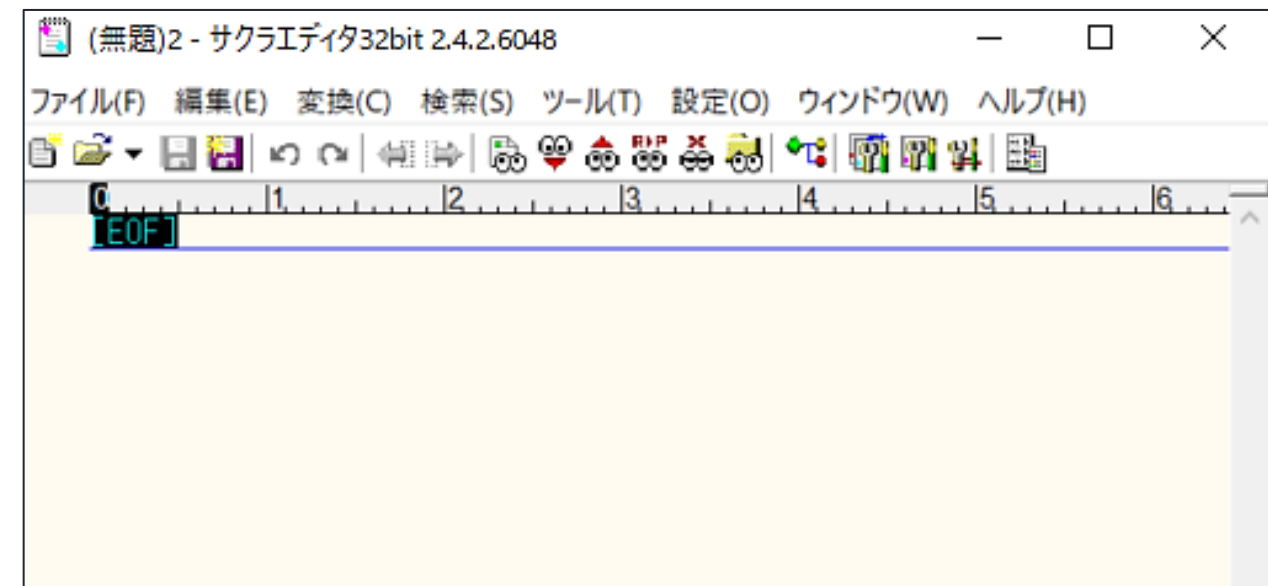 (無題)2 - サクラエディタ32bit 2.4.2.6048
ファイル(F) 編集(E) 変換(C) 検索(S) ツール(T) 設定(O) ウィンドウ(W) ヘルプ(H)
0 1 2 3 4 5 6
[EOF]